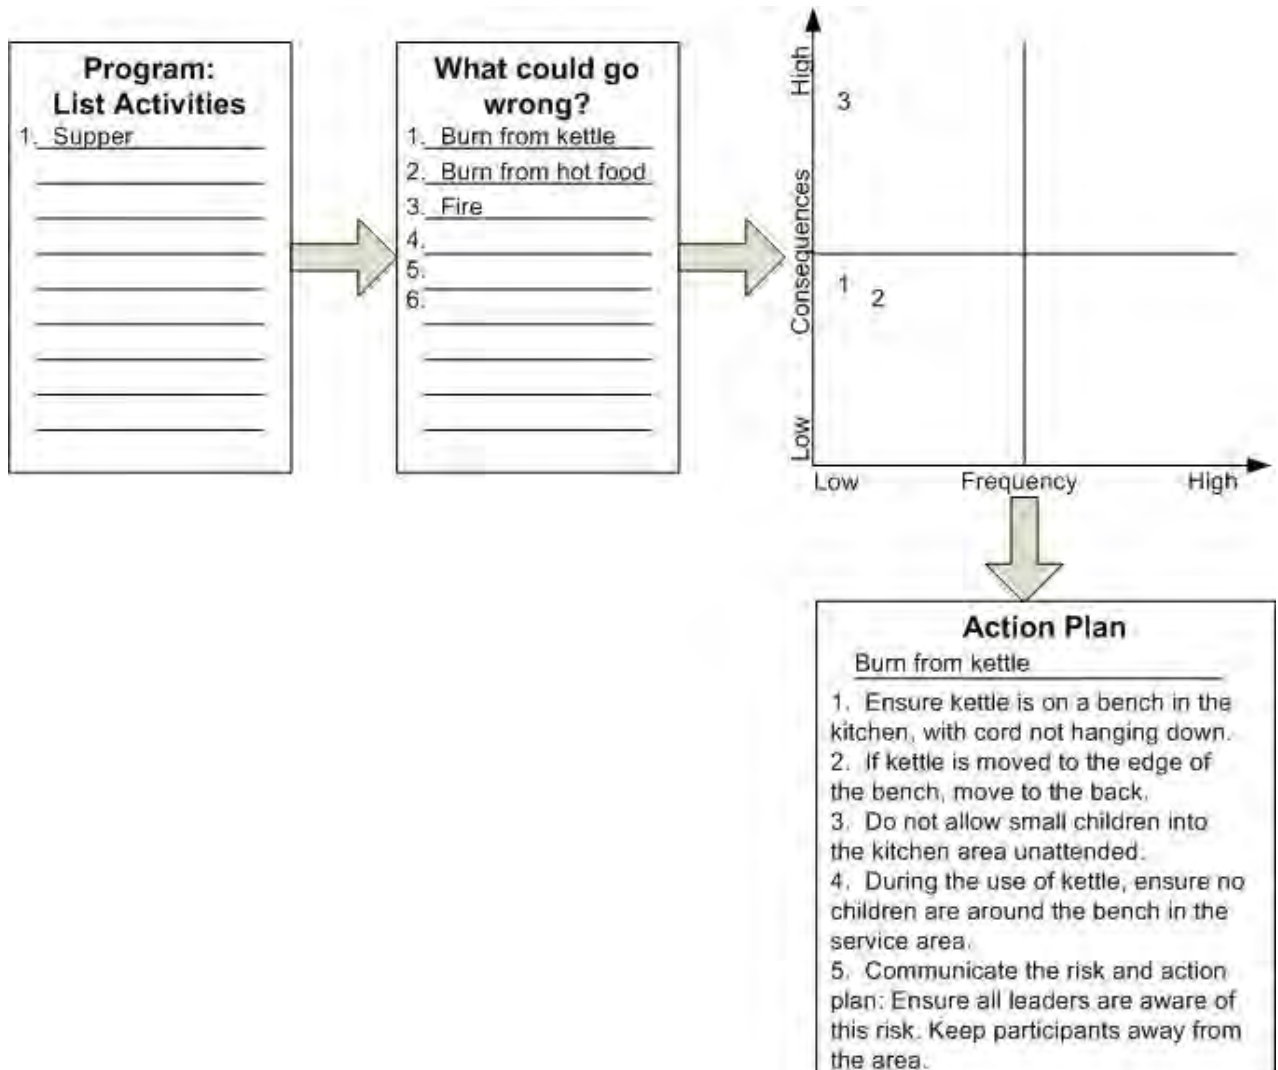 Program:
List Activities
1. Supper
What could go
wrong?
1. Burn from kettle
2. Burn from hot food
3. Fire
4.
5.
6.
High
Consequences
Low
3
1
2
Low
Frequency
High
Action Plan
Burn from kettle
1. Ensure kettle is on a bench in the
kitchen, with cord not hanging down.
2. If kettle is moved to the edge of
the bench, move to the back.
3. Do not allow small children into
the kitchen area unattended.
4. During the use of kettle, ensure no
children are around the bench in the
service area.
5. Communicate the risk and action
plan: Ensure all leaders are aware of
this risk. Keep participants away from
the area.